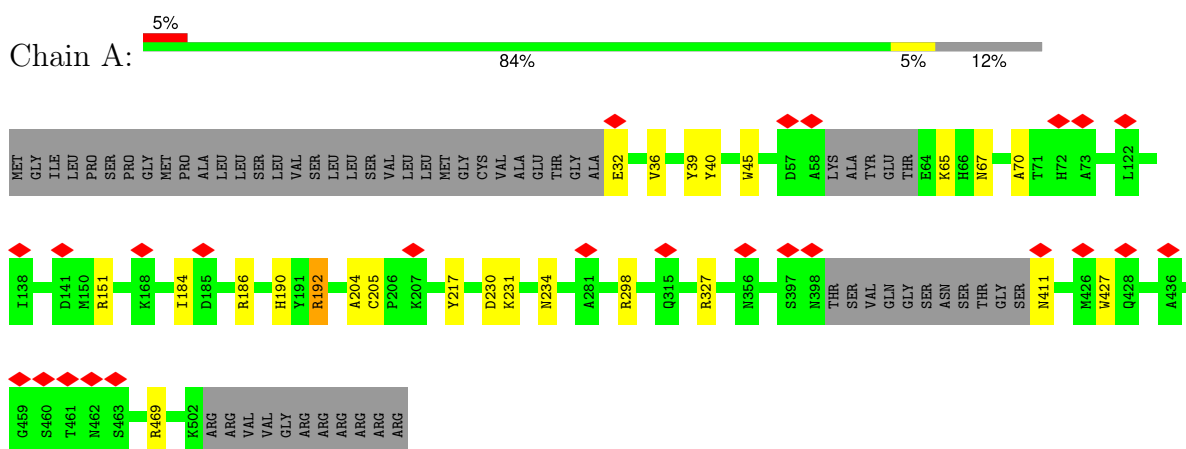 5%
Chain A:
84% 5% 12%
MET GLY ILE LEU PRO SER PRO GLY MET PRO ALA LEU LEU SER LEU VAL SER LEU LEU SER VAL LEU LEU MET GLY CYS VAL ALA GLU THR GLY ALA E32 V36 Y39 Y40 W45 D57 A58 LYS ALA TYR GLU THR E64 K65 H66 N67 A70 T71 H72 A73 L122
I138 D141 M150 R151 K168 I184 D185 R186 H190 Y191 R192 A204 C205 P206 K207 Y217 D230 K231 N234 A281 R298 Q315 R327 N356 S397 N398 THR SER VAL GLN GLY GLY SER ASN SER THR GLY SER N411 M426 W427 Q428 A436
G459 S460 T461 N462 S463 R469 K502 ARG ARG VAL VAL GLY ARG ARG ARG ARG ARG ARG